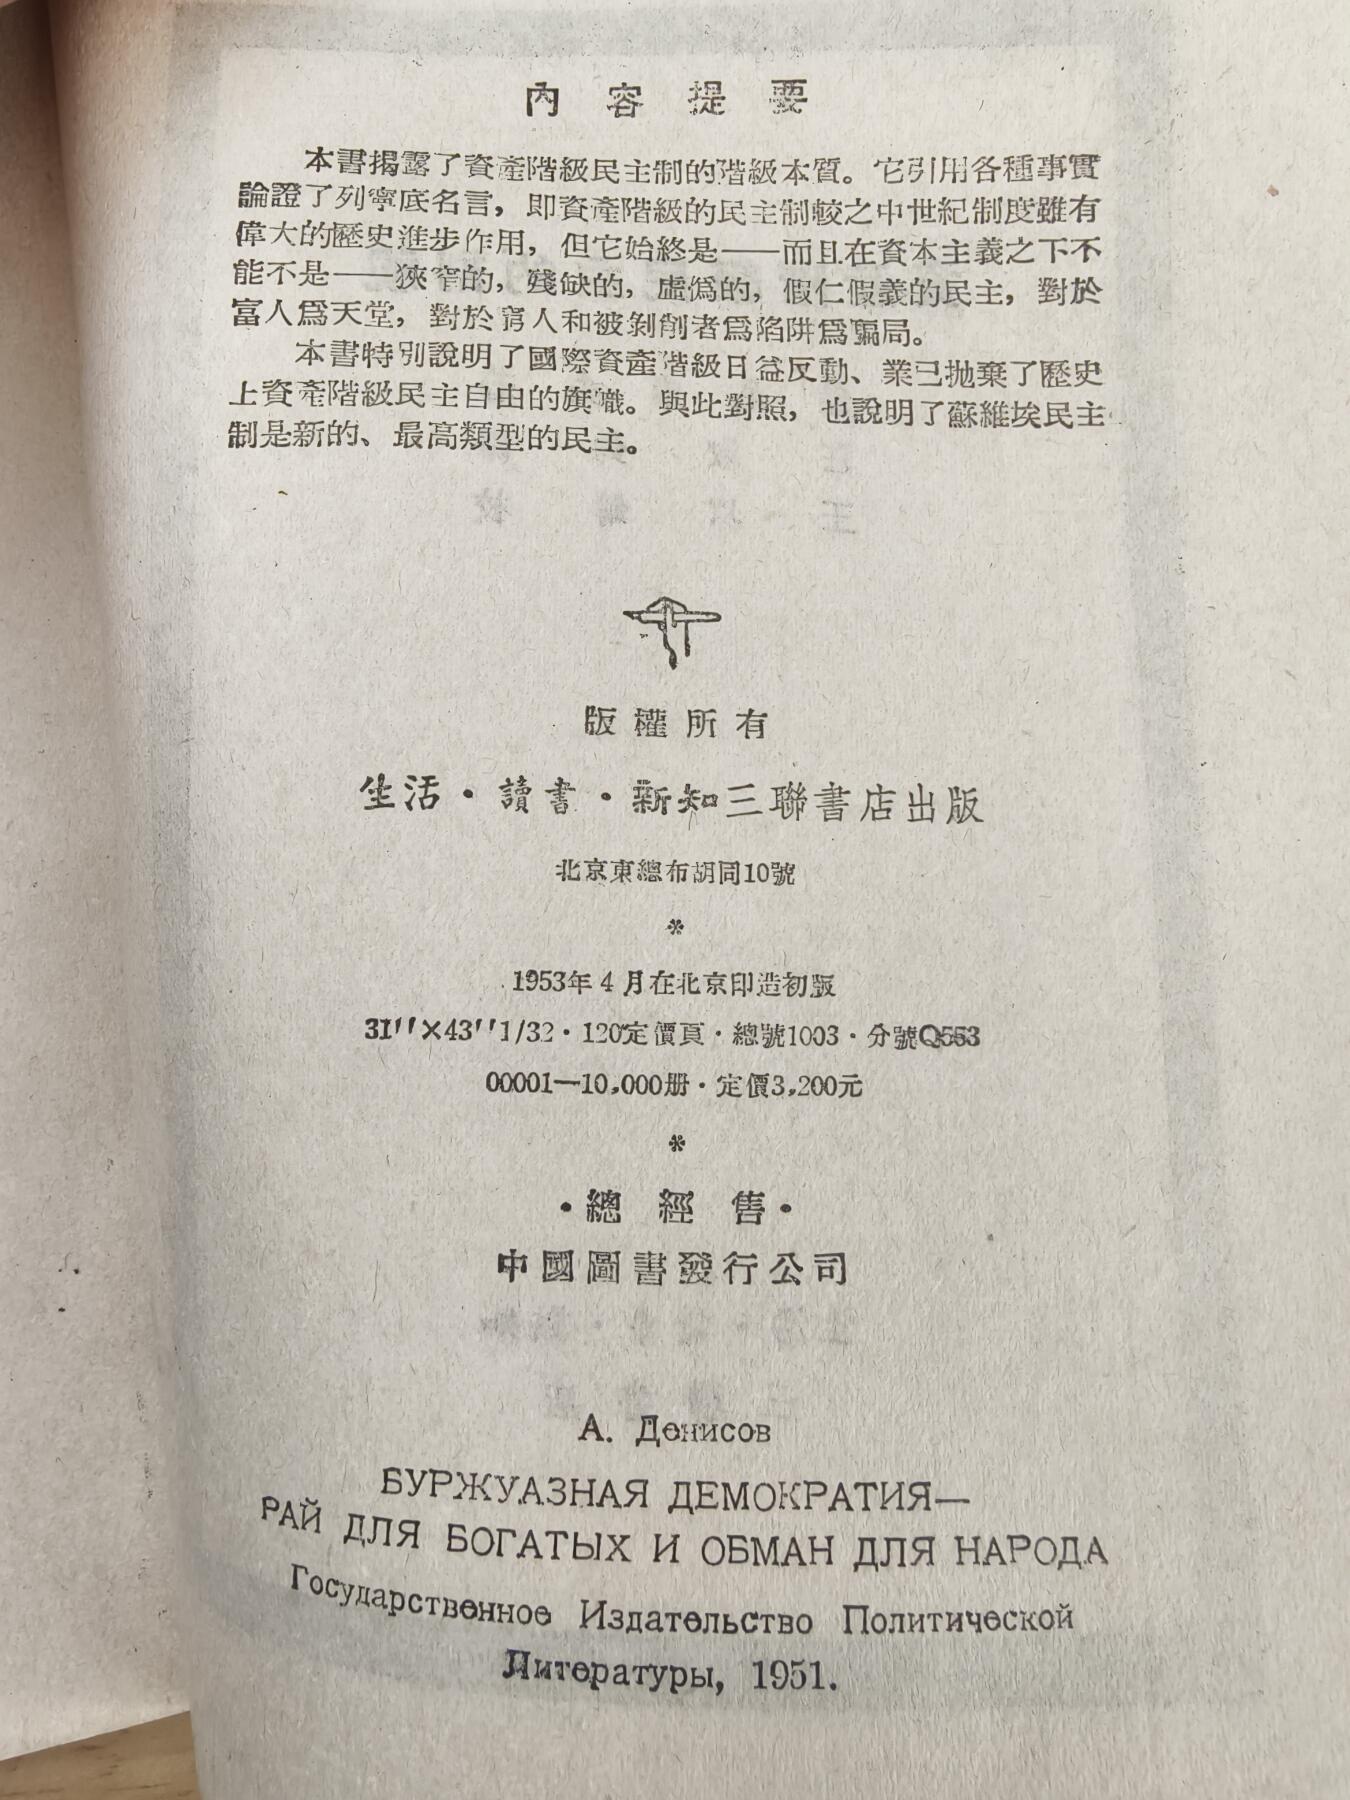 內容提要
本書揭露了資產階級民主制的階級本質。它引用各種事實
論證了列寧底名言，即資產階級的民主制較之中世紀制度雖有
偉大的歷史進步作用，但它始終是——而且在資本主義之下不
能不是——狹窄的，殘缺的，虛僞的，假仁假義的民主，對於
富人爲天堂，對於窮人和被剝削者爲陷阱爲騙局。
本書特別說明了國際資產階級日益反動、業已拋棄了歷史
上資產階級民主自由的旗幟。與此對照，也說明了蘇維埃民主
制是新的、最高類型的民主。
版權所有
生活·讀書·新知三聯書店出版
北京東總布胡同10號
*
1953年4月在北京印造初版
31''×43''1/32·120定價頁·總號1003·分號Q553
00001—10,000册·定價3,200元
*
·總經售·
中國圖書發行公司
А. Денисов
БУРЖУАЗНАЯ ДЕМОКРАТИЯ—
РАЙ ДЛЯ БОГАТЫХ И ОБМАН ДЛЯ НАРОДА
Государственное Издательство Политической
Литературы, 1951.